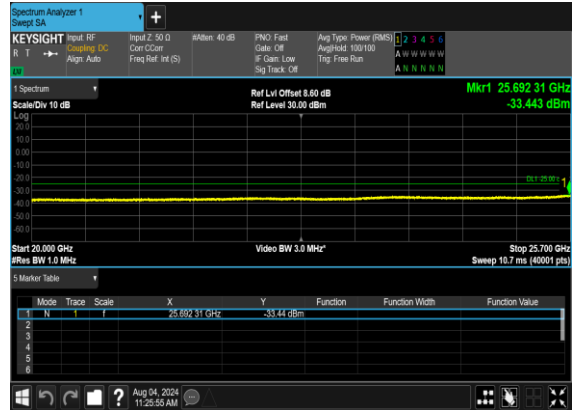 Spectrum Analyzer 1
Swept SA
+
KEYSIGHT Input: RF Input Z: 50 Ω #Atten: 40 dB PNO: Fast Avg Type: Power (RMS) 1 2 3 4 5 6
R T Coupling: DC Corr CCorr Gate: Off Avg|Hold: 100/100 A W W W W W
Align: Auto Freq Ref: Int (S) IF Gain: Low Trig: Free Run
Sig Track: Off A N N N N N
1 Spectrum Ref Lvl Offset 8.60 dB Mkr1 25.692 31 GHz
Scale/Div 10 dB Ref Level 30.00 dBm -33.443 dBm
Log
20.0
10.0
0.00
-10.0
-20.0
-30.0
-40.0
-50.0
-60.0
1
Start 20.000 GHz Video BW 3.0 MHz* Stop 25.700 GHz
#Res BW 1.0 MHz Sweep 10.7 ms (40001 pts)
5 Marker Table
Mode Trace Scale X Y Function Function Width Function Value
1 N 1 f 25.692 31 GHz -33.44 dBm
2
3
4
5
6
? Aug 04, 2024
11:25:55 AM